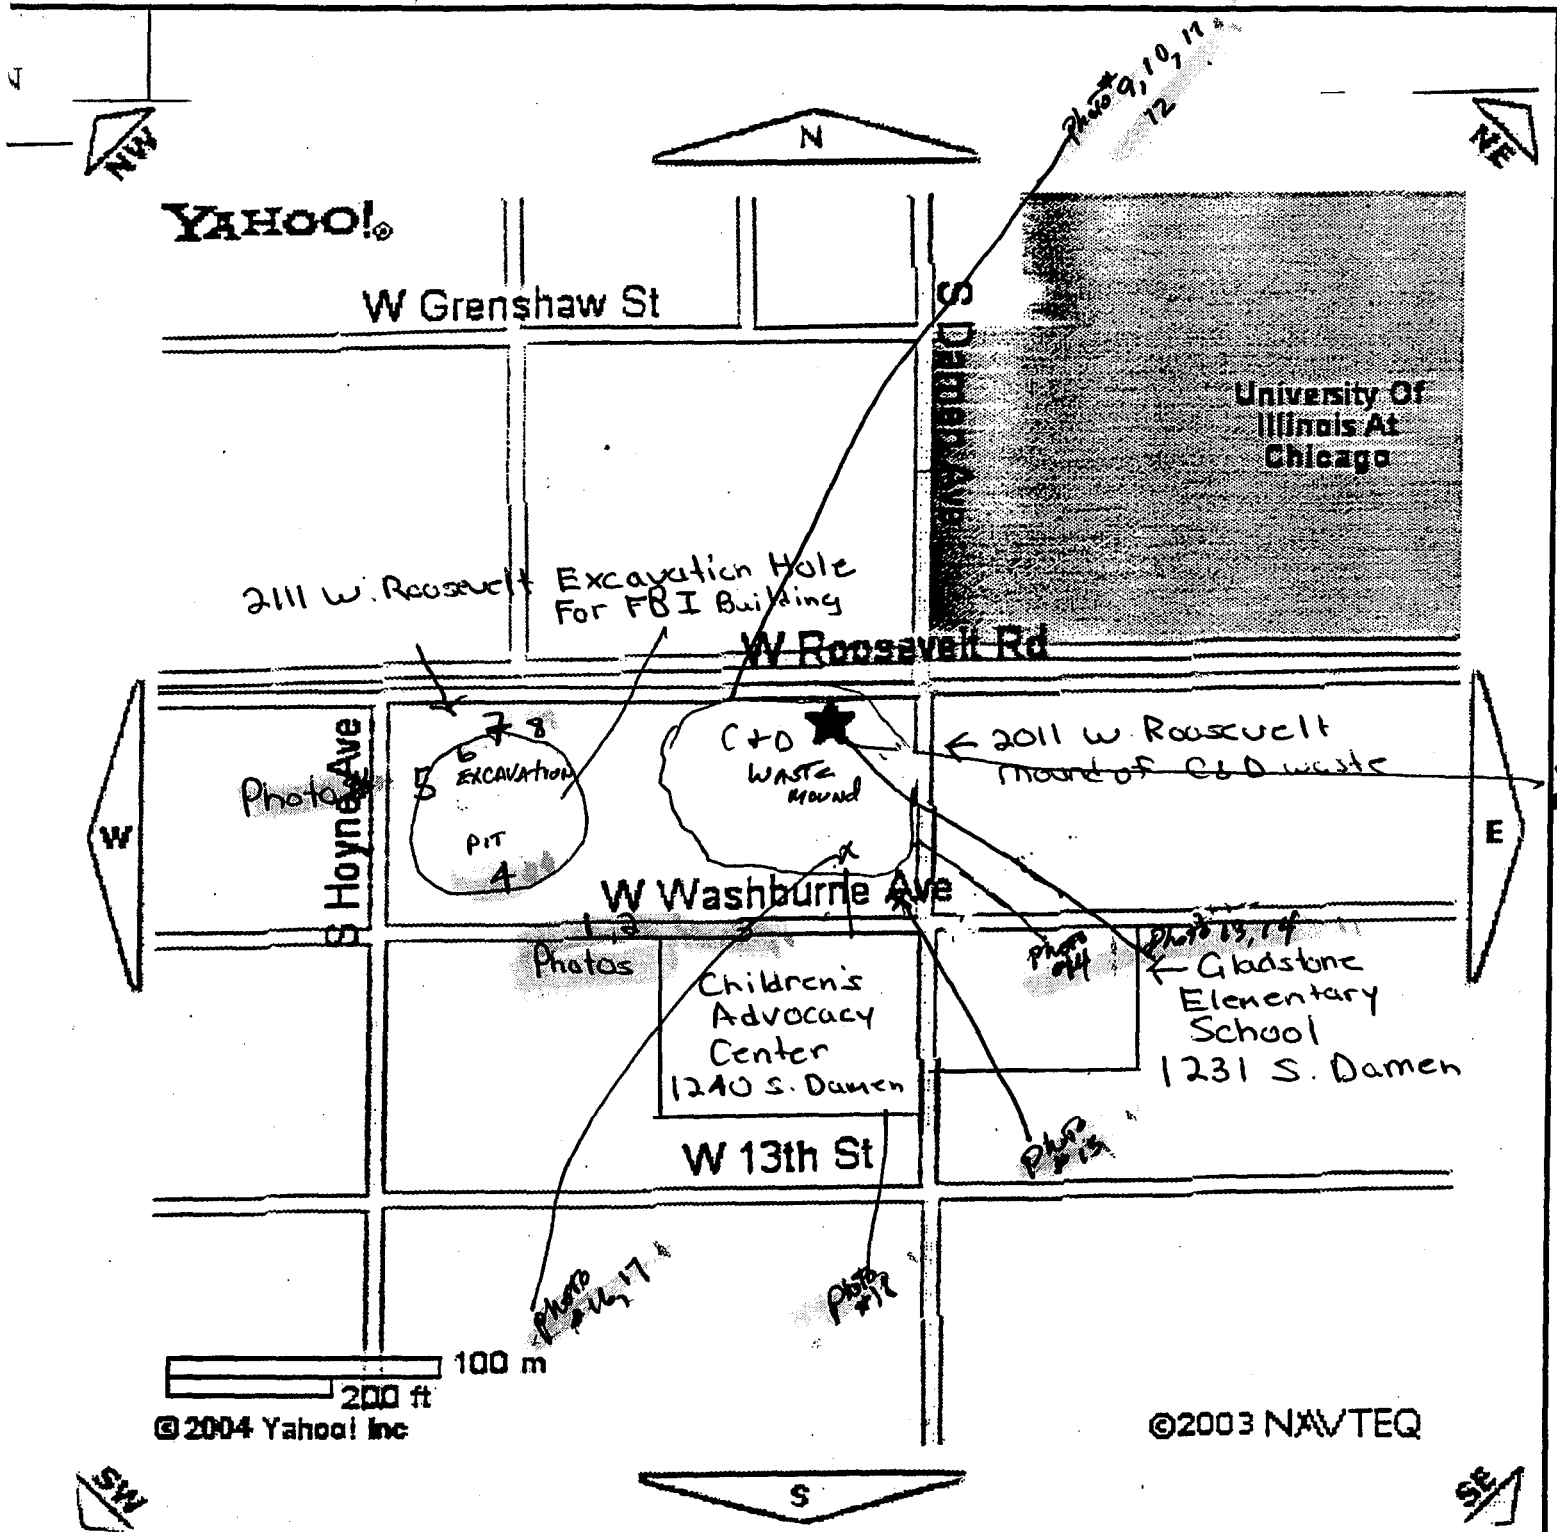 N
NW
N
NE
Photo # 9, 10, 11
12
YAHOO!®
W Grenshaw St
S Damen Ave
University Of
Illinois At
Chicago
2111 W. Roosevelt
Excavation Hole
For FBI Building
W Roosevelt Rd
7 8
6
5
EXCAVATION
PIT
4
Photo #
S Hoyne Ave
C+D
WASTE
MOUND
← 2011 W. Roosevelt
mound of C&D waste
W
E
x
W Washburne Ave
1, 2 3
Photos
Photo
#14
Photo # 13, 14
← Gladstone
Elementary
School
1231 S. Damen
Children's
Advocacy
Center
1240 S. Damen
W 13th St
Photo
# 15
Photo
# 16, 17
Photo
#18
100 m
200 ft
©2004 Yahoo! Inc
©2003 NAVTEQ
SW
S
SE